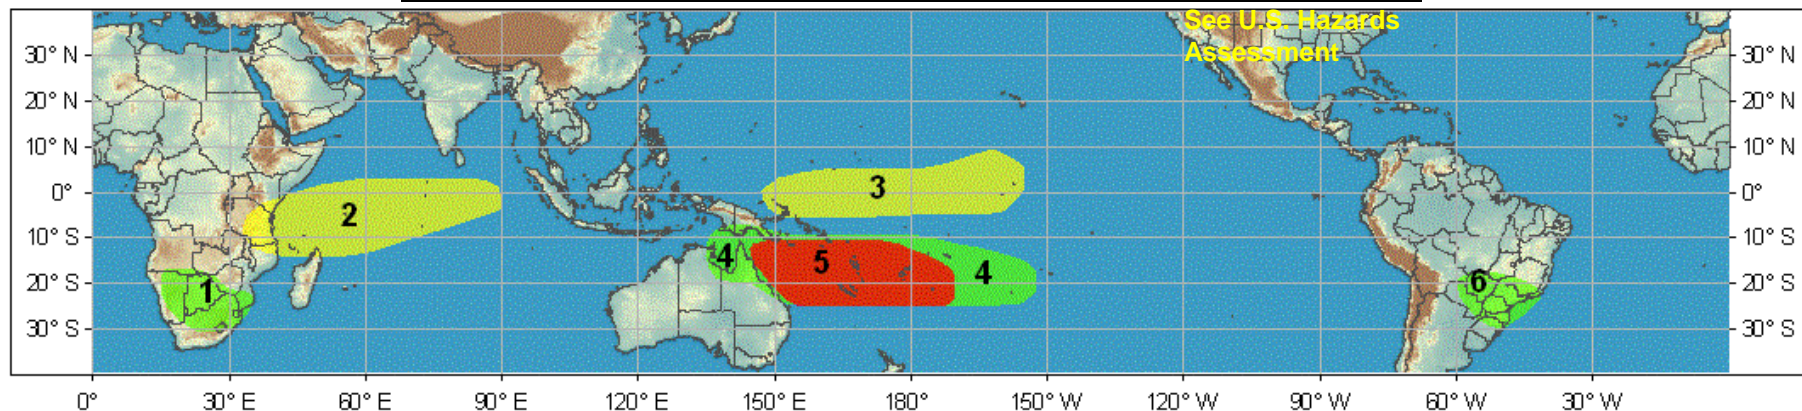 See U.S. Hazards
Assessment
30° N 30° N
20° N 20° N
10° N 10° N
3
0° 0°
2
10° S 10° S
4 5 4
20° S 6 20° S
1
30° S 30° S
0° 30° E 60° E 90° E 120° E 150° E 180° 150° W 120° W 90° W 60° W 30° W